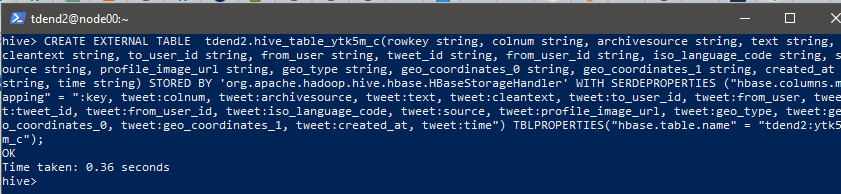 tdend2@node00:~
hive> CREATE EXTERNAL TABLE  tdend2.hive_table_ytk5m_c(rowkey string, colnum string, archivesource string, text string,
cleantext string, to_user_id string, from_user string, tweet_id string, from_user_id string, iso_language_code string, s
ource string, profile_image_url string, geo_type string, geo_coordinates_0 string, geo_coordinates_1 string, created_at
string, time string) STORED BY 'org.apache.hadoop.hive.hbase.HBaseStorageHandler' WITH SERDEPROPERTIES ("hbase.columns.m
apping" = ":key, tweet:colnum, tweet:archivesource, tweet:text, tweet:cleantext, tweet:to_user_id, tweet:from_user, twee
t:tweet_id, tweet:from_user_id, tweet:iso_language_code, tweet:source, tweet:profile_image_url, tweet:geo_type, tweet:ge
o_coordinates_0, tweet:geo_coordinates_1, tweet:created_at, tweet:time") TBLPROPERTIES("hbase.table.name" = "tdend2:ytk5
m_c");
OK
Time taken: 0.36 seconds
hive>